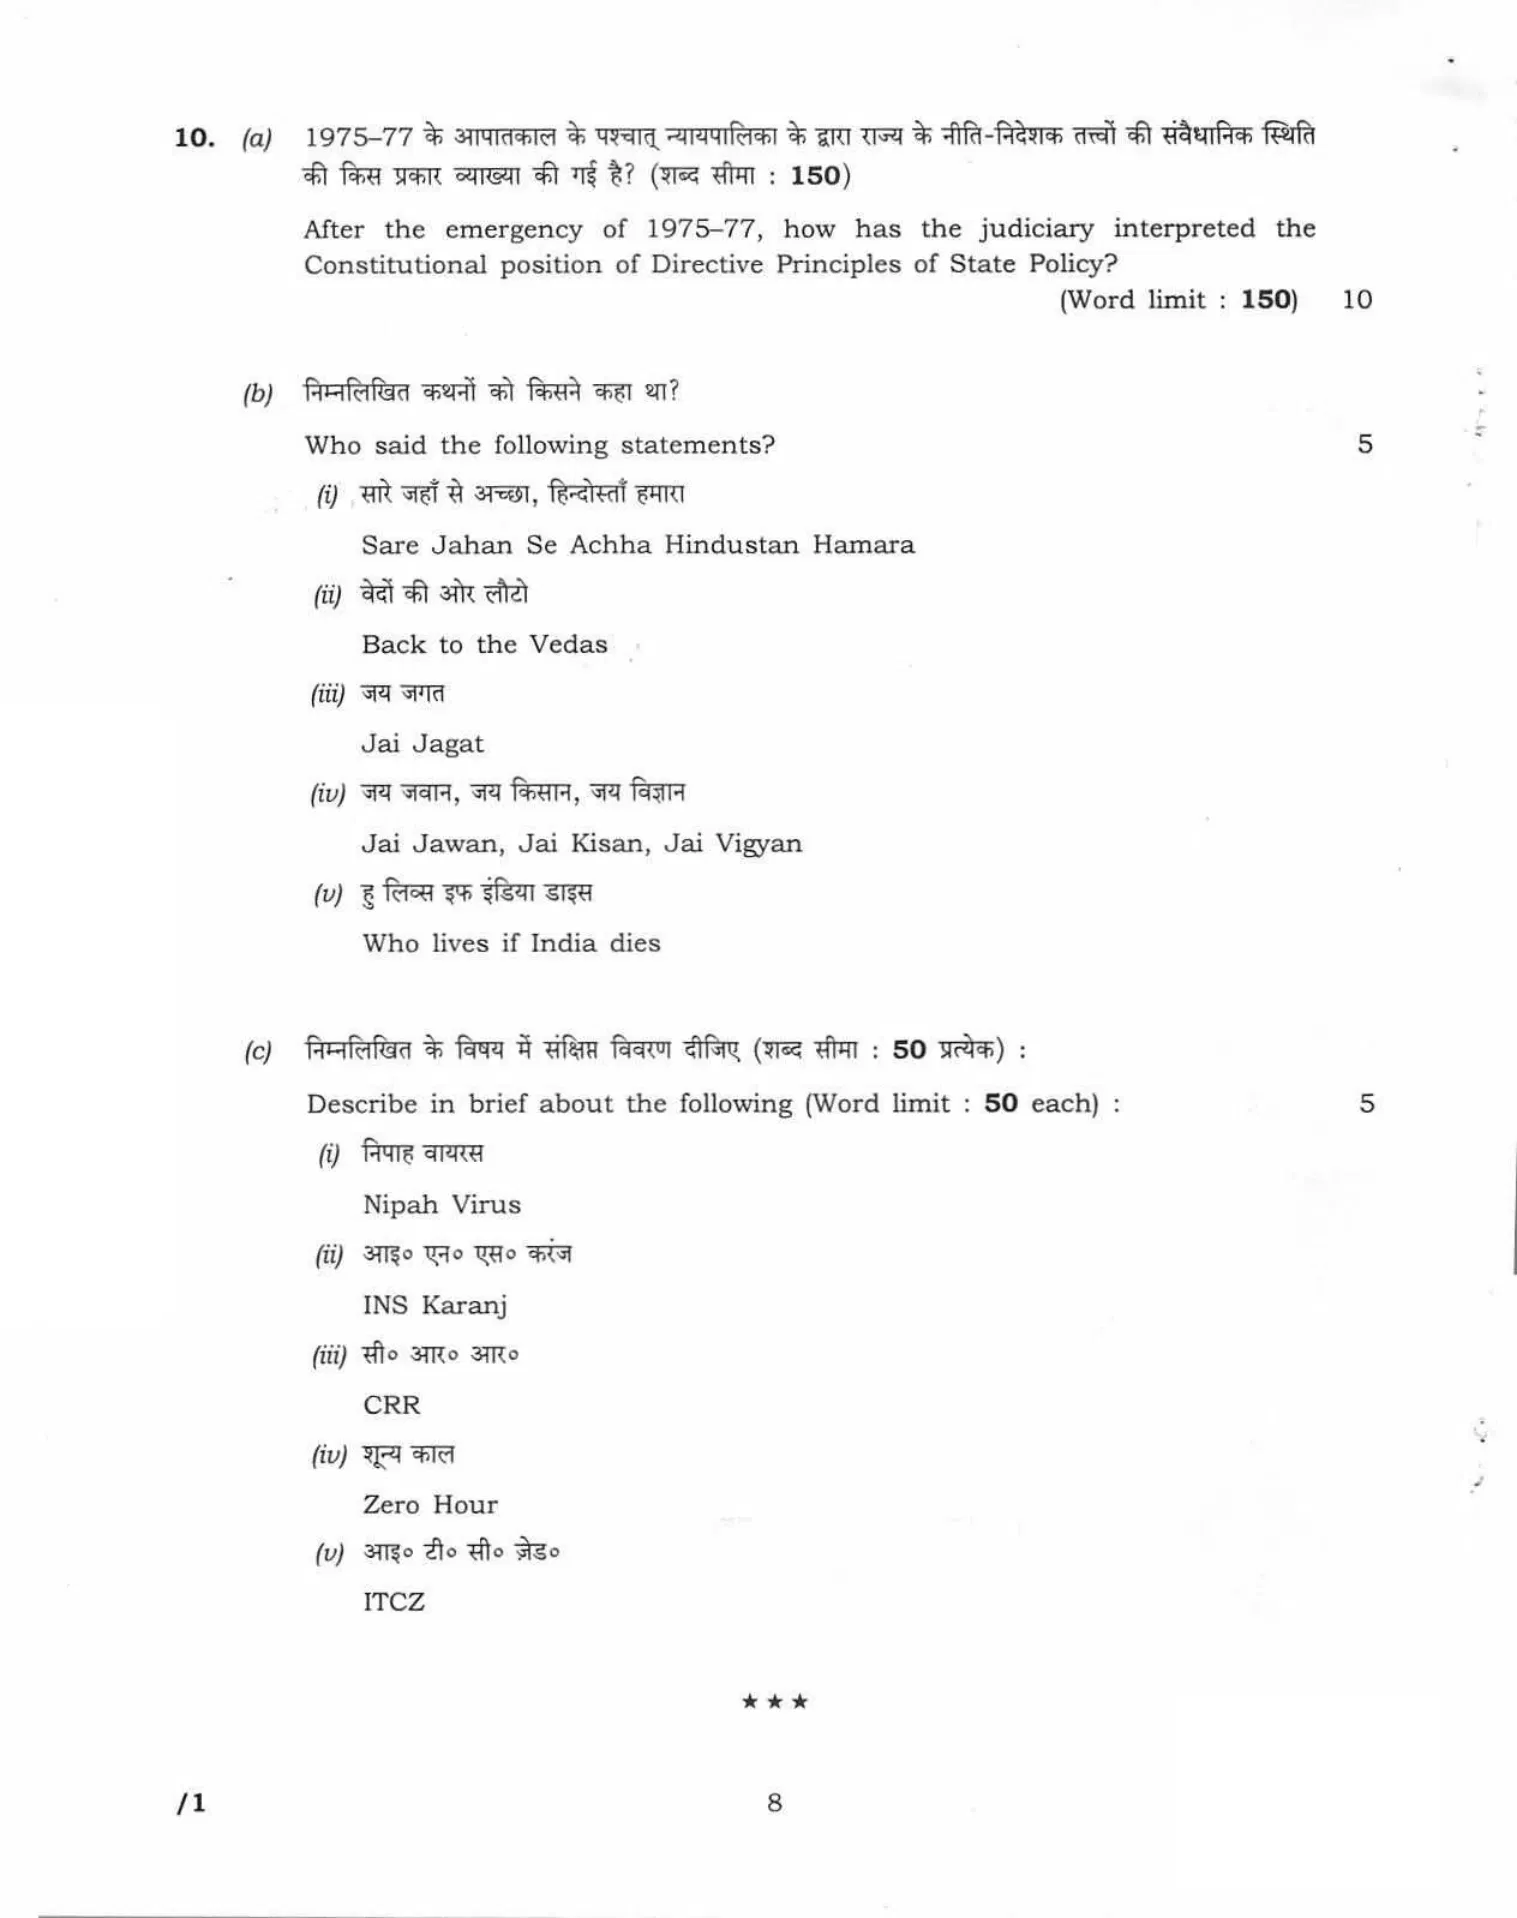 10. (a) 1975–77 के आपातकाल के पश्चात् न्यायपालिका के द्वारा राज्य के नीति-निदेशक तत्त्वों की संवैधानिक स्थिति
की किस प्रकार व्याख्या की गई है? (शब्द सीमा : 150)
After the emergency of 1975–77, how has the judiciary interpreted the
Constitutional position of Directive Principles of State Policy?
(Word limit : 150) 10
(b) निम्नलिखित कथनों को किसने कहा था?
Who said the following statements? 5
(i) सारे जहाँ से अच्छा, हिन्दोस्ताँ हमारा
Sare Jahan Se Achha Hindustan Hamara
(ii) वेदों की ओर लौटो
Back to the Vedas
(iii) जय जगत
Jai Jagat
(iv) जय जवान, जय किसान, जय विज्ञान
Jai Jawan, Jai Kisan, Jai Vigyan
(v) हु लिव्स इफ इंडिया डाइस
Who lives if India dies
(c) निम्नलिखित के विषय में संक्षिप्त विवरण दीजिए (शब्द सीमा : 50 प्रत्येक) :
Describe in brief about the following (Word limit : 50 each) : 5
(i) निपाह वायरस
Nipah Virus
(ii) आइ० एन० एस० करंज
INS Karanj
(iii) सी० आर० आर०
CRR
(iv) शून्य काल
Zero Hour
(v) आइ० टी० सी० ज़ेड०
ITCZ
★★★
/1 8